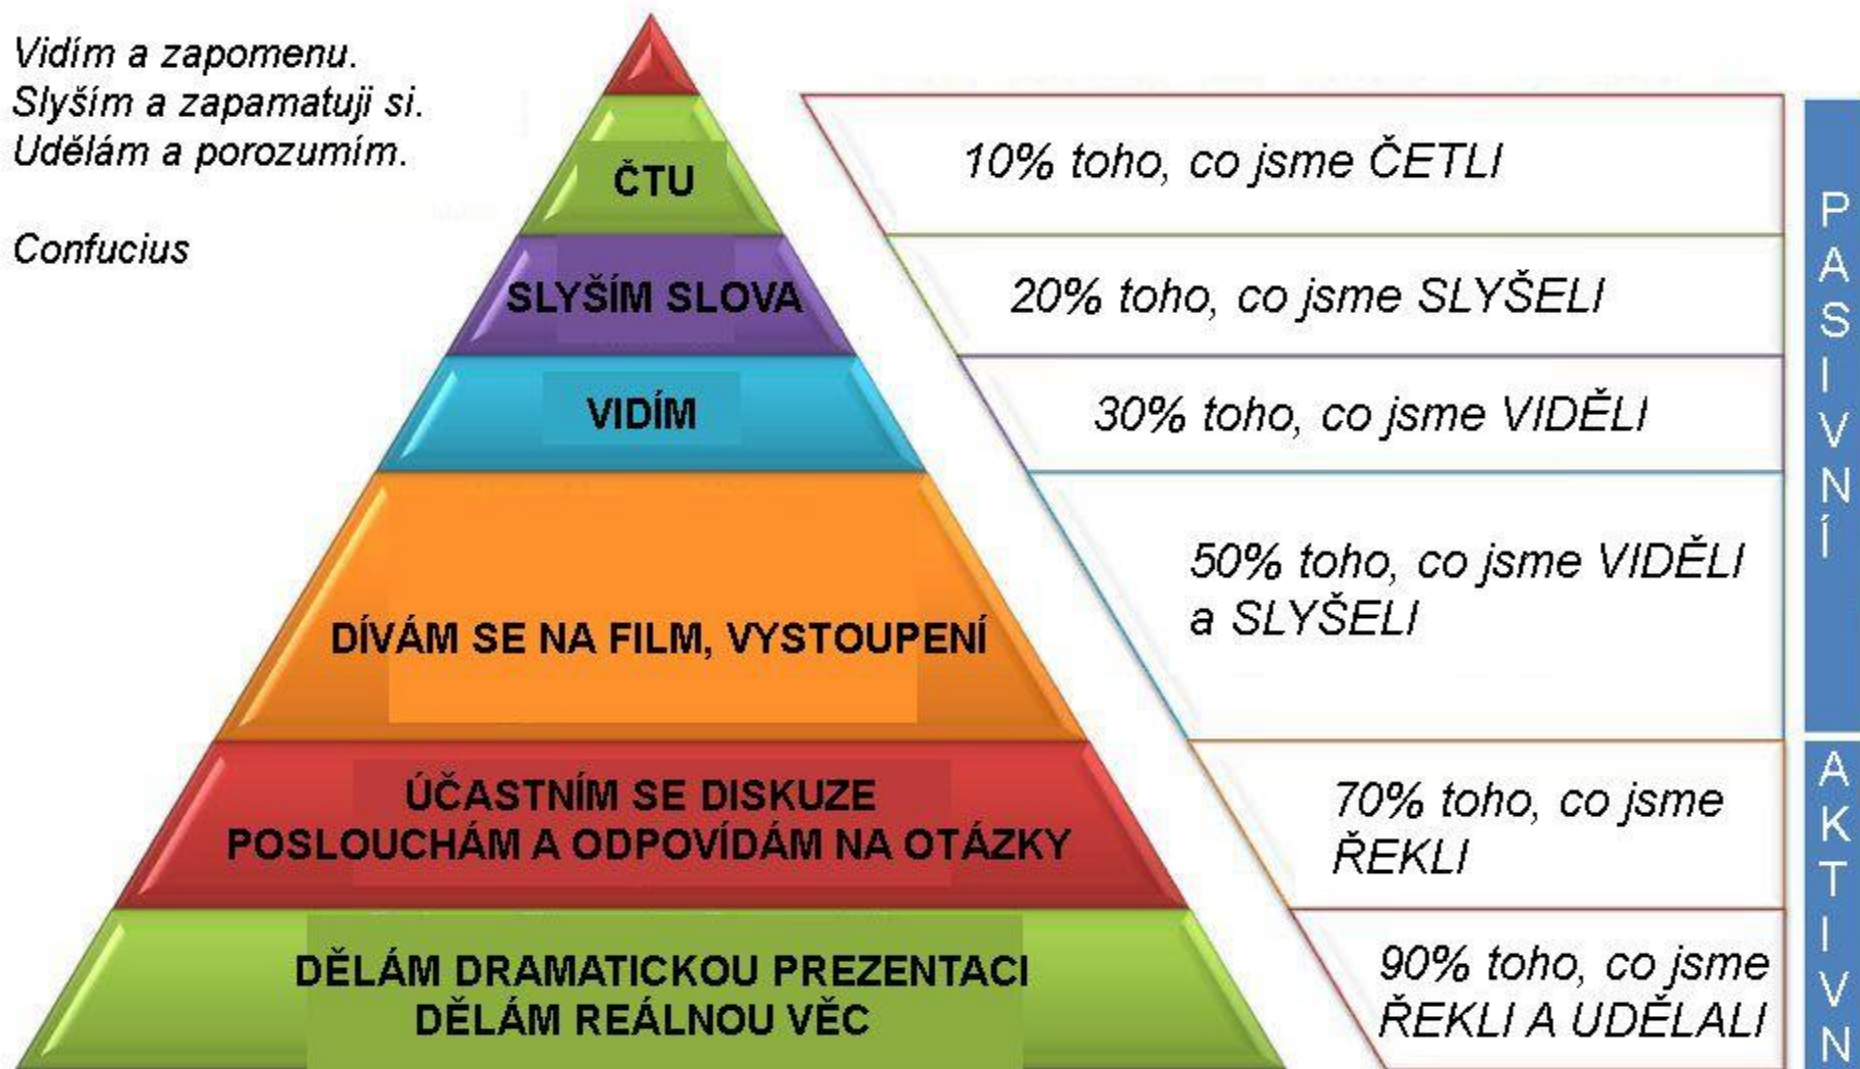 Vidím a zapomenu.
Slyším a zapamatuji si.
Udělám a porozumím.
Confucius
ČTU
10% toho, co jsme ČETLI
SLYŠÍM SLOVA
20% toho, co jsme SLYŠELI
VIDÍM
30% toho, co jsme VIDĚLI
DÍVÁM SE NA FILM, VYSTOUPENÍ
50% toho, co jsme VIDĚLI
a SLYŠELI
ÚČASTNÍM SE DISKUZE
POSLOUCHÁM A ODPOVÍDÁM NA OTÁZKY
70% toho, co jsme
ŘEKLI
DĚLÁM DRAMATICKOU PREZENTACI
DĚLÁM REÁLNOU VĚC
90% toho, co jsme
ŘEKLI A UDĚLALI
PASIVNÍ
AKTIVN